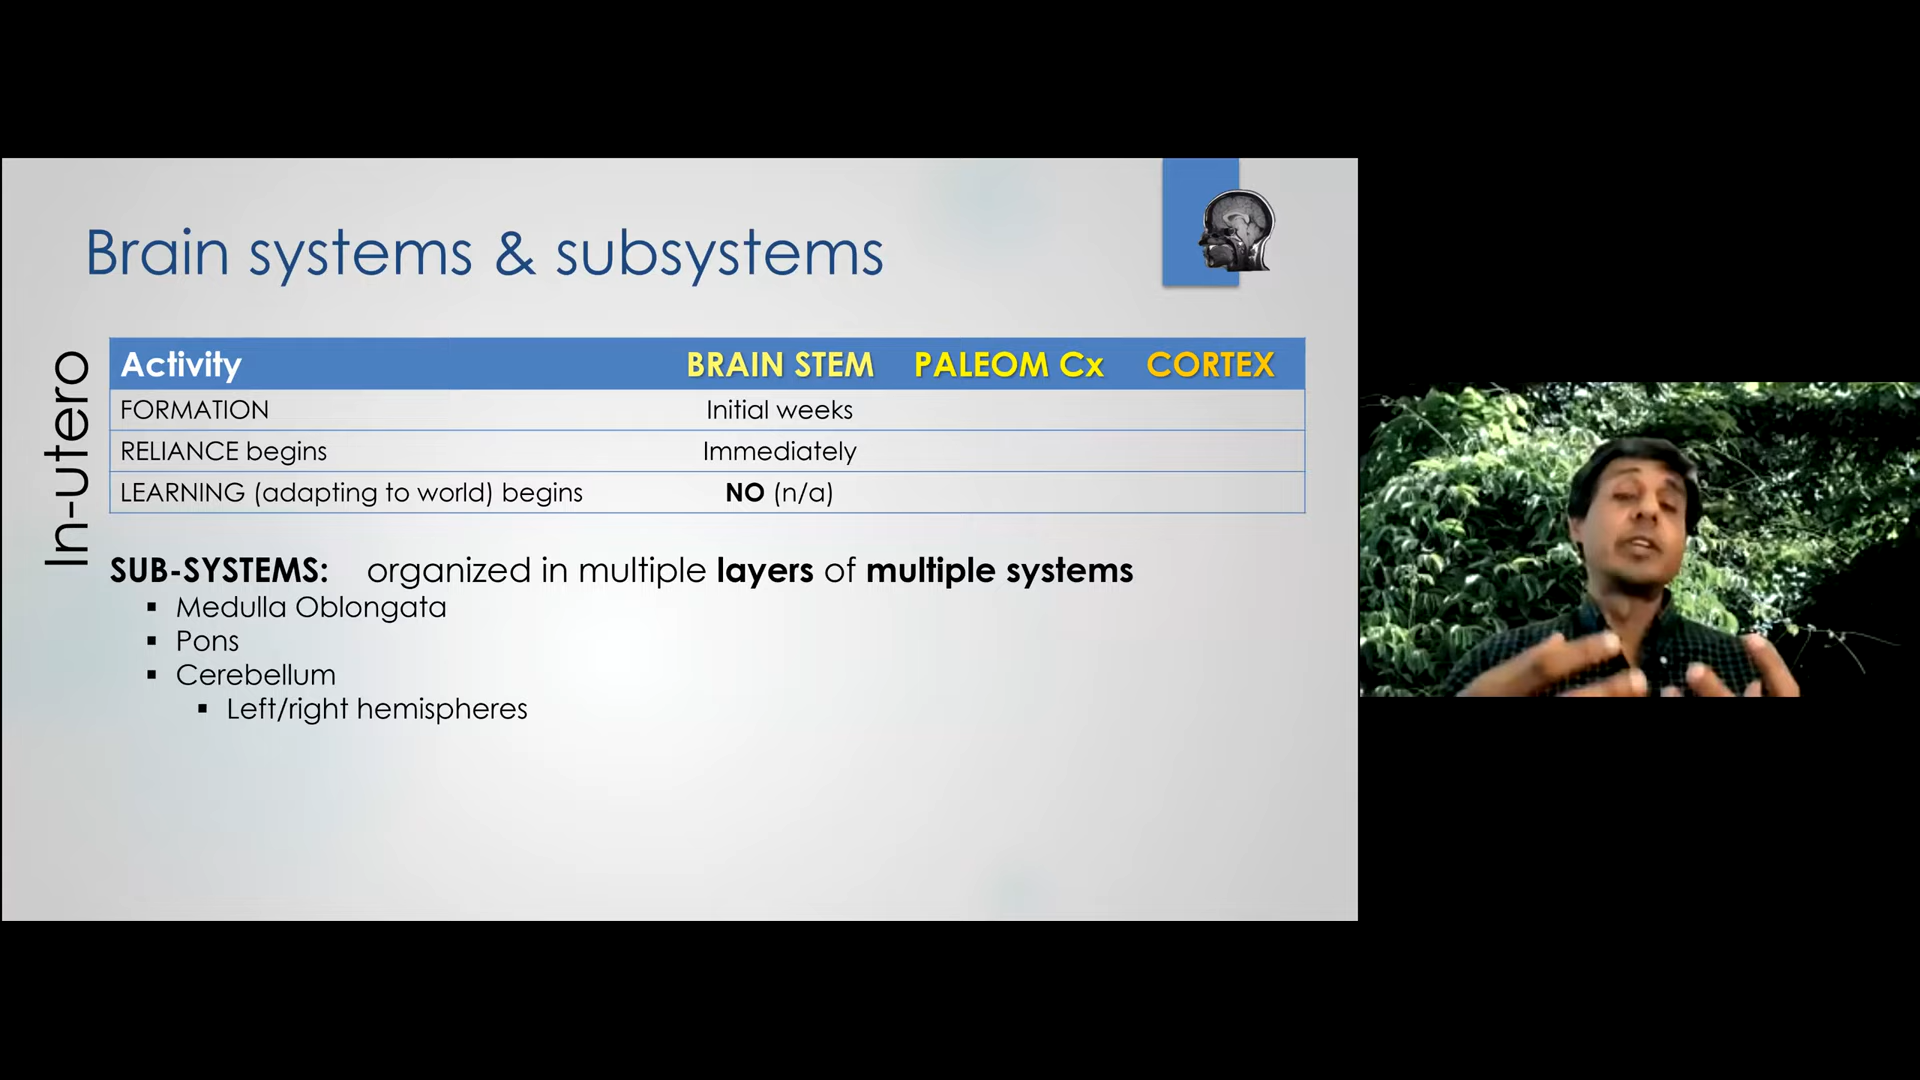 Brain systems & subsystems
In-utero
Activity BRAIN STEM PALEOM Cx CORTEX
FORMATION Initial weeks
RELIANCE begins Immediately
LEARNING (adapting to world) begins NO (n/a)
SUB-SYSTEMS: organized in multiple layers of multiple systems
▪ Medulla Oblongata
▪ Pons
▪ Cerebellum
▪ Left/right hemispheres